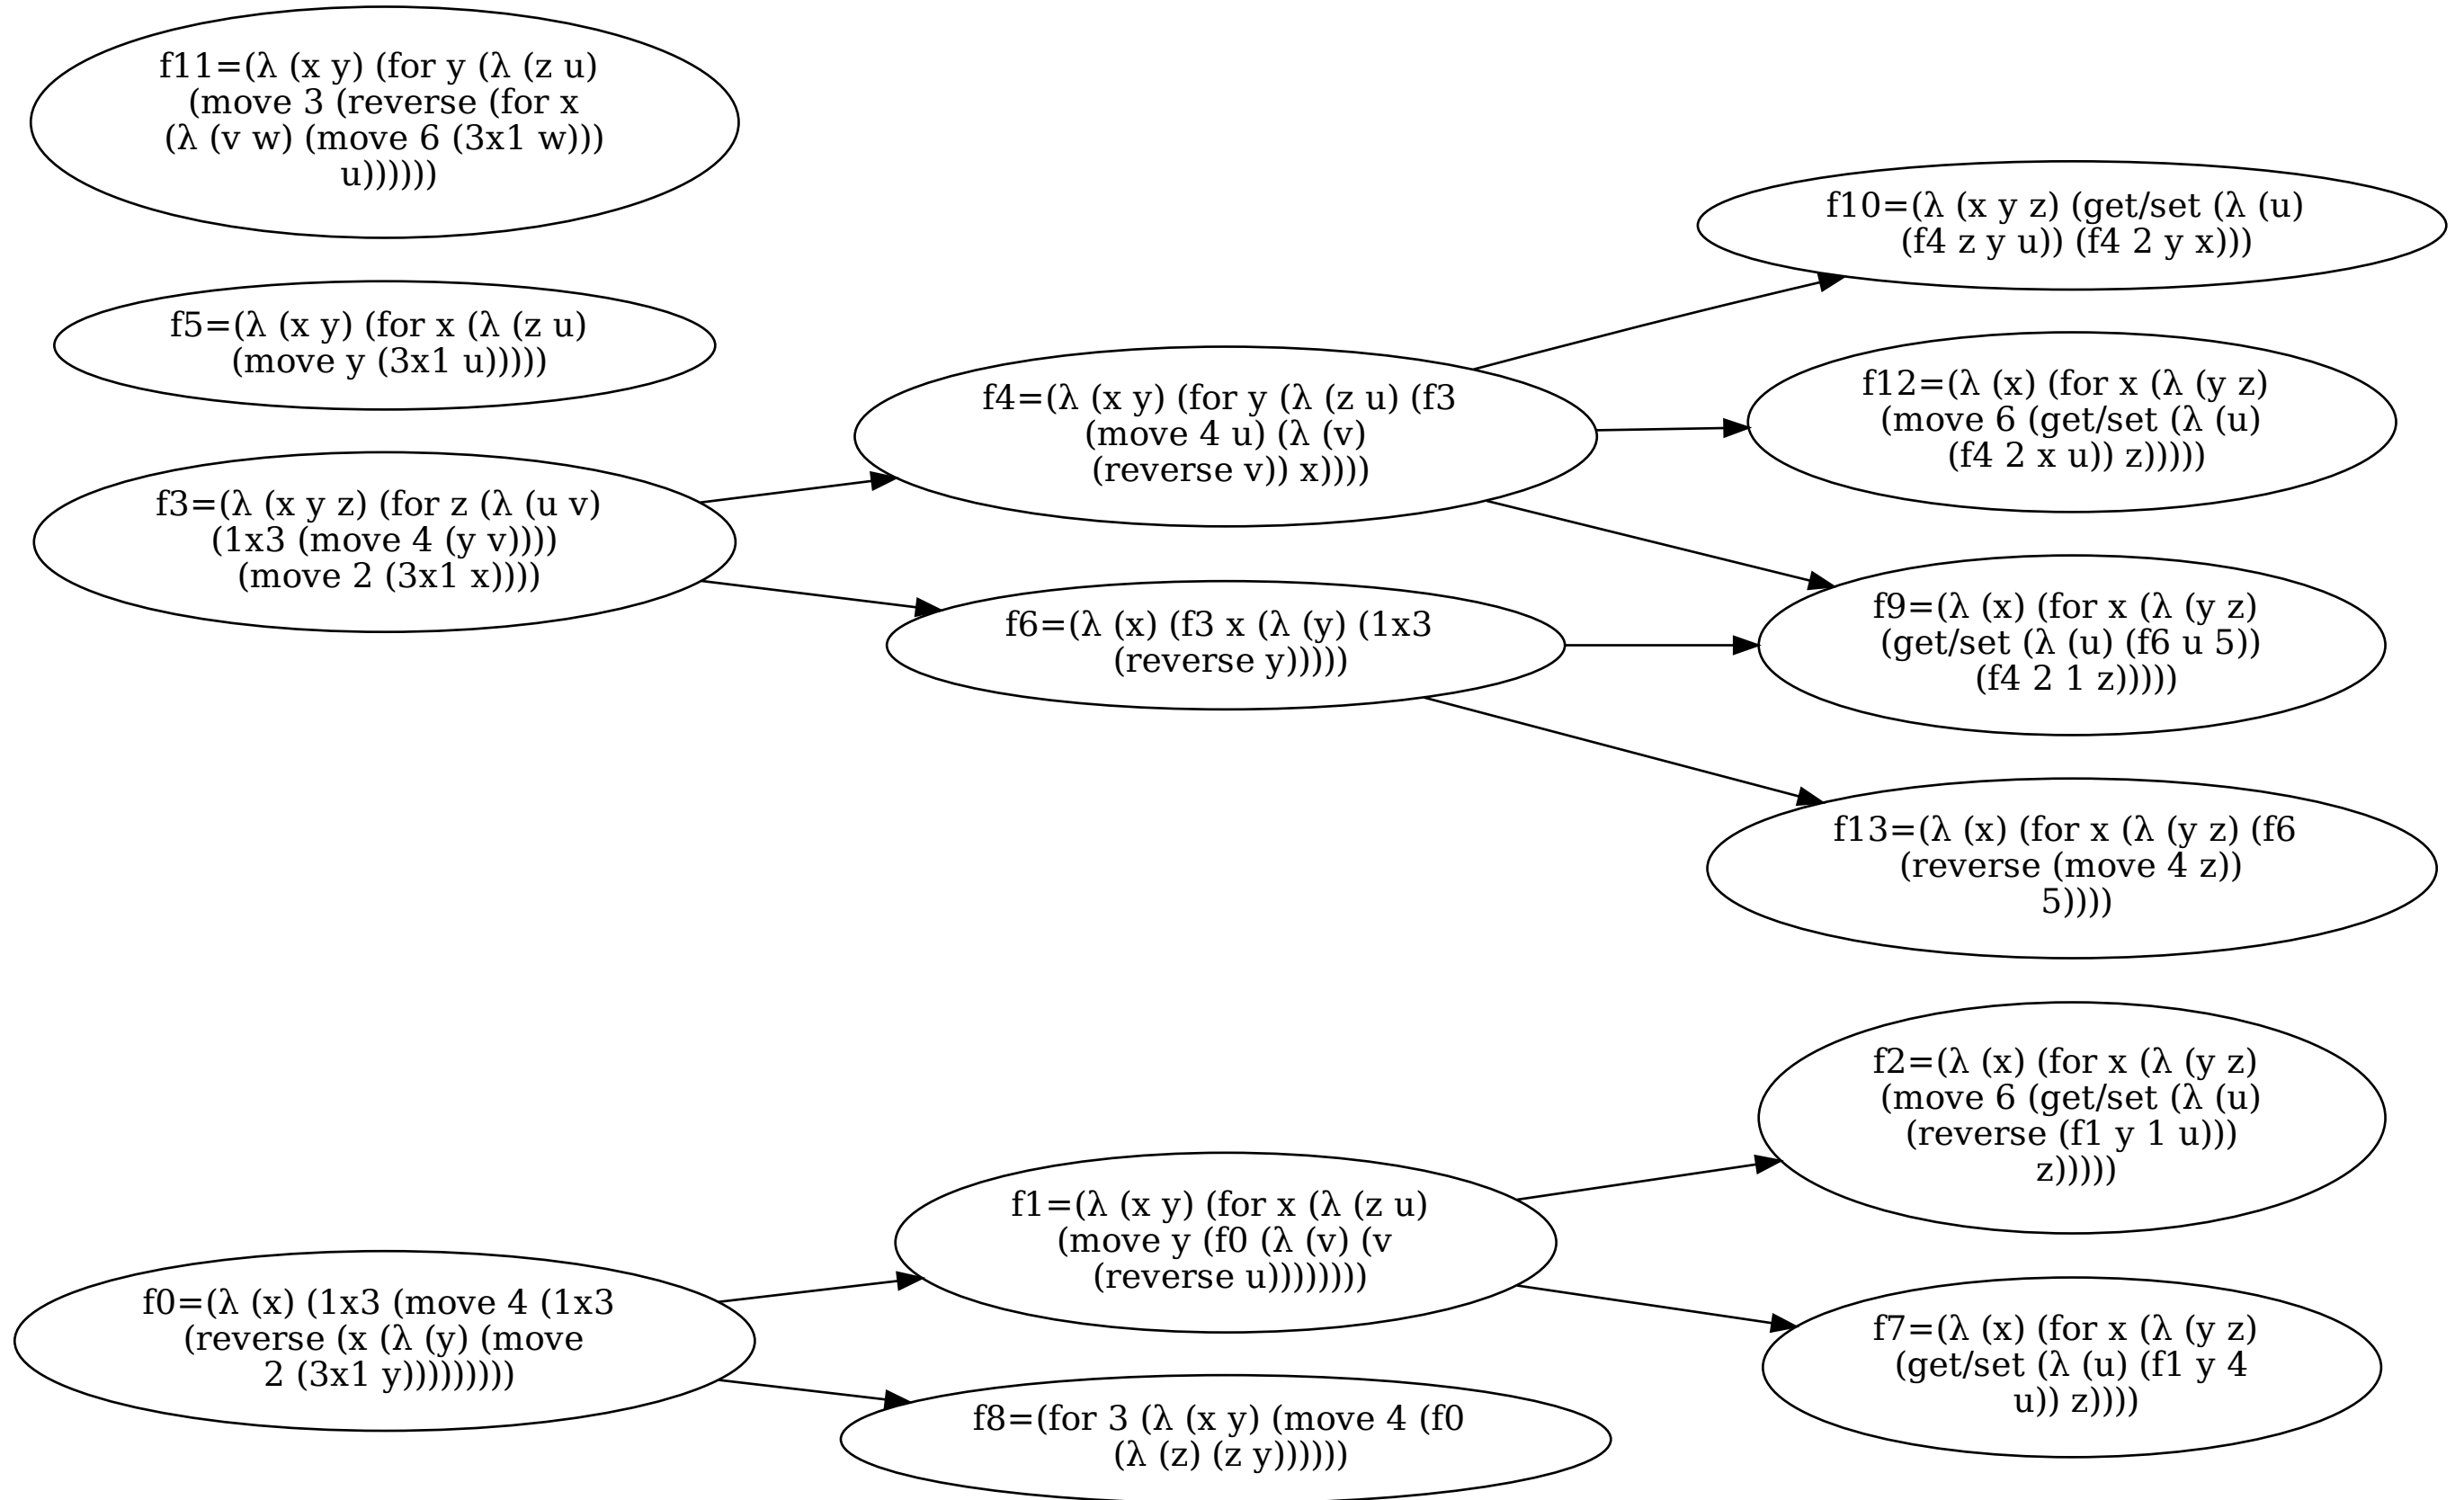 f11=(λ (x y) (for y (λ (z u)
(move 3 (reverse (for x
(λ (v w) (move 6 (3x1 w)))
u))))))
f5=(λ (x y) (for x (λ (z u)
(move y (3x1 u)))))
f3=(λ (x y z) (for z (λ (u v)
(1x3 (move 4 (y v))))
(move 2 (3x1 x))))
f4=(λ (x y) (for y (λ (z u) (f3
(move 4 u) (λ (v)
(reverse v)) x))))
f6=(λ (x) (f3 x (λ (y) (1x3
(reverse y)))))
f10=(λ (x y z) (get/set (λ (u)
(f4 z y u)) (f4 2 y x)))
f12=(λ (x) (for x (λ (y z)
(move 6 (get/set (λ (u)
(f4 2 x u)) z)))))
f9=(λ (x) (for x (λ (y z)
(get/set (λ (u) (f6 u 5))
(f4 2 1 z)))))
f13=(λ (x) (for x (λ (y z) (f6
(reverse (move 4 z))
5))))
f0=(λ (x) (1x3 (move 4 (1x3
(reverse (x (λ (y) (move
2 (3x1 y)))))))))
f1=(λ (x y) (for x (λ (z u)
(move y (f0 (λ (v) (v
(reverse u))))))))
f8=(for 3 (λ (x y) (move 4 (f0
(λ (z) (z y))))))
f2=(λ (x) (for x (λ (y z)
(move 6 (get/set (λ (u)
(reverse (f1 y 1 u)))
z)))))
f7=(λ (x) (for x (λ (y z)
(get/set (λ (u) (f1 y 4
u)) z))))